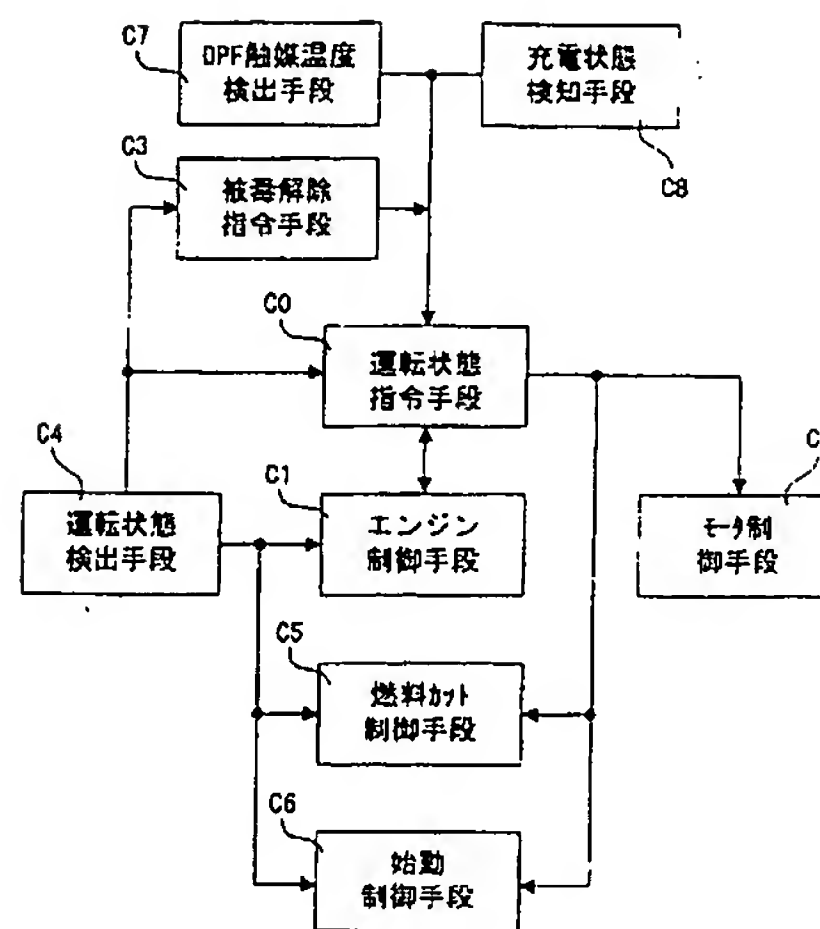 C7
DPF触媒温度
検出手段
充電状態
検知手段
C8
C3
被毒解除
指令手段
C0
運転状態
指令手段
C4
運転状態
検出手段
C1
エンジン
制御手段
C
モータ制
御手段
C5
燃料カット
制御手段
C6
始動
制御手段